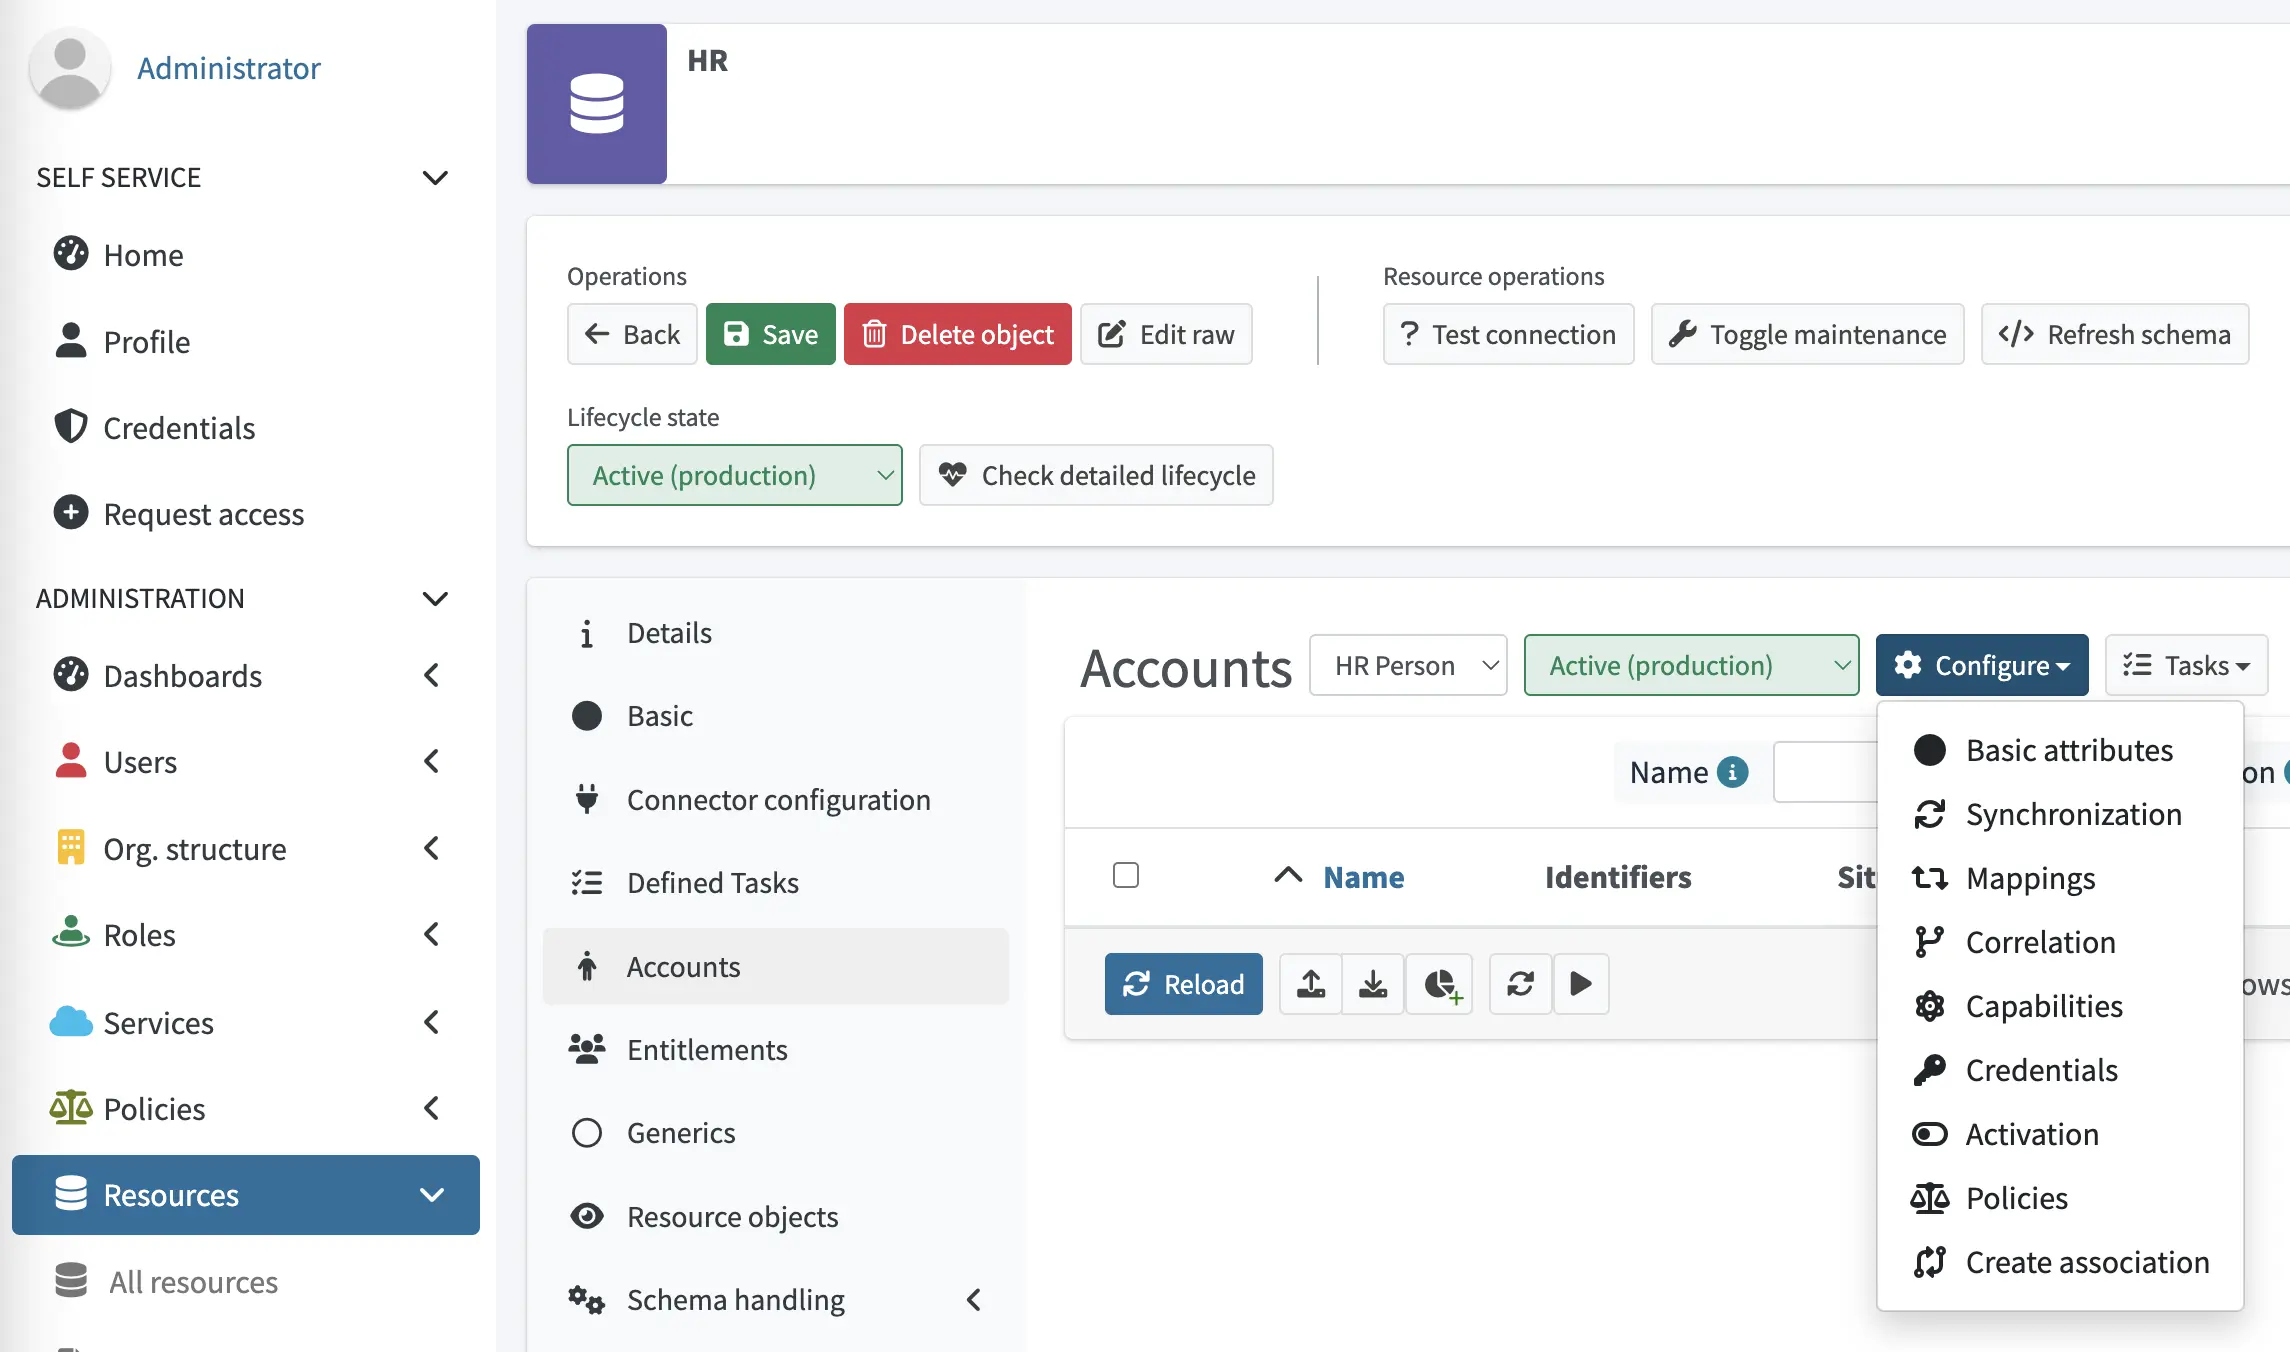 Administrator
SELF SERVICE
Home
Profile
Credentials
Request access
ADMINISTRATION
Dashboards
Users
Org. structure
Roles
Services
Policies
Resources
All resources
HR
Operations
Back
Save
Delete object
Edit raw
Resource operations
Test connection
Toggle maintenance
Refresh schema
Lifecycle state
Active (production)
Check detailed lifecycle
Details
Basic
Connector configuration
Defined Tasks
Accounts
Entitlements
Generics
Resource objects
Schema handling
Accounts
HR Person
Active (production)
Configure
Tasks
Name
Name
Identifiers
Reload
Basic attributes
Synchronization
Mappings
Correlation
Capabilities
Credentials
Activation
Policies
Create association